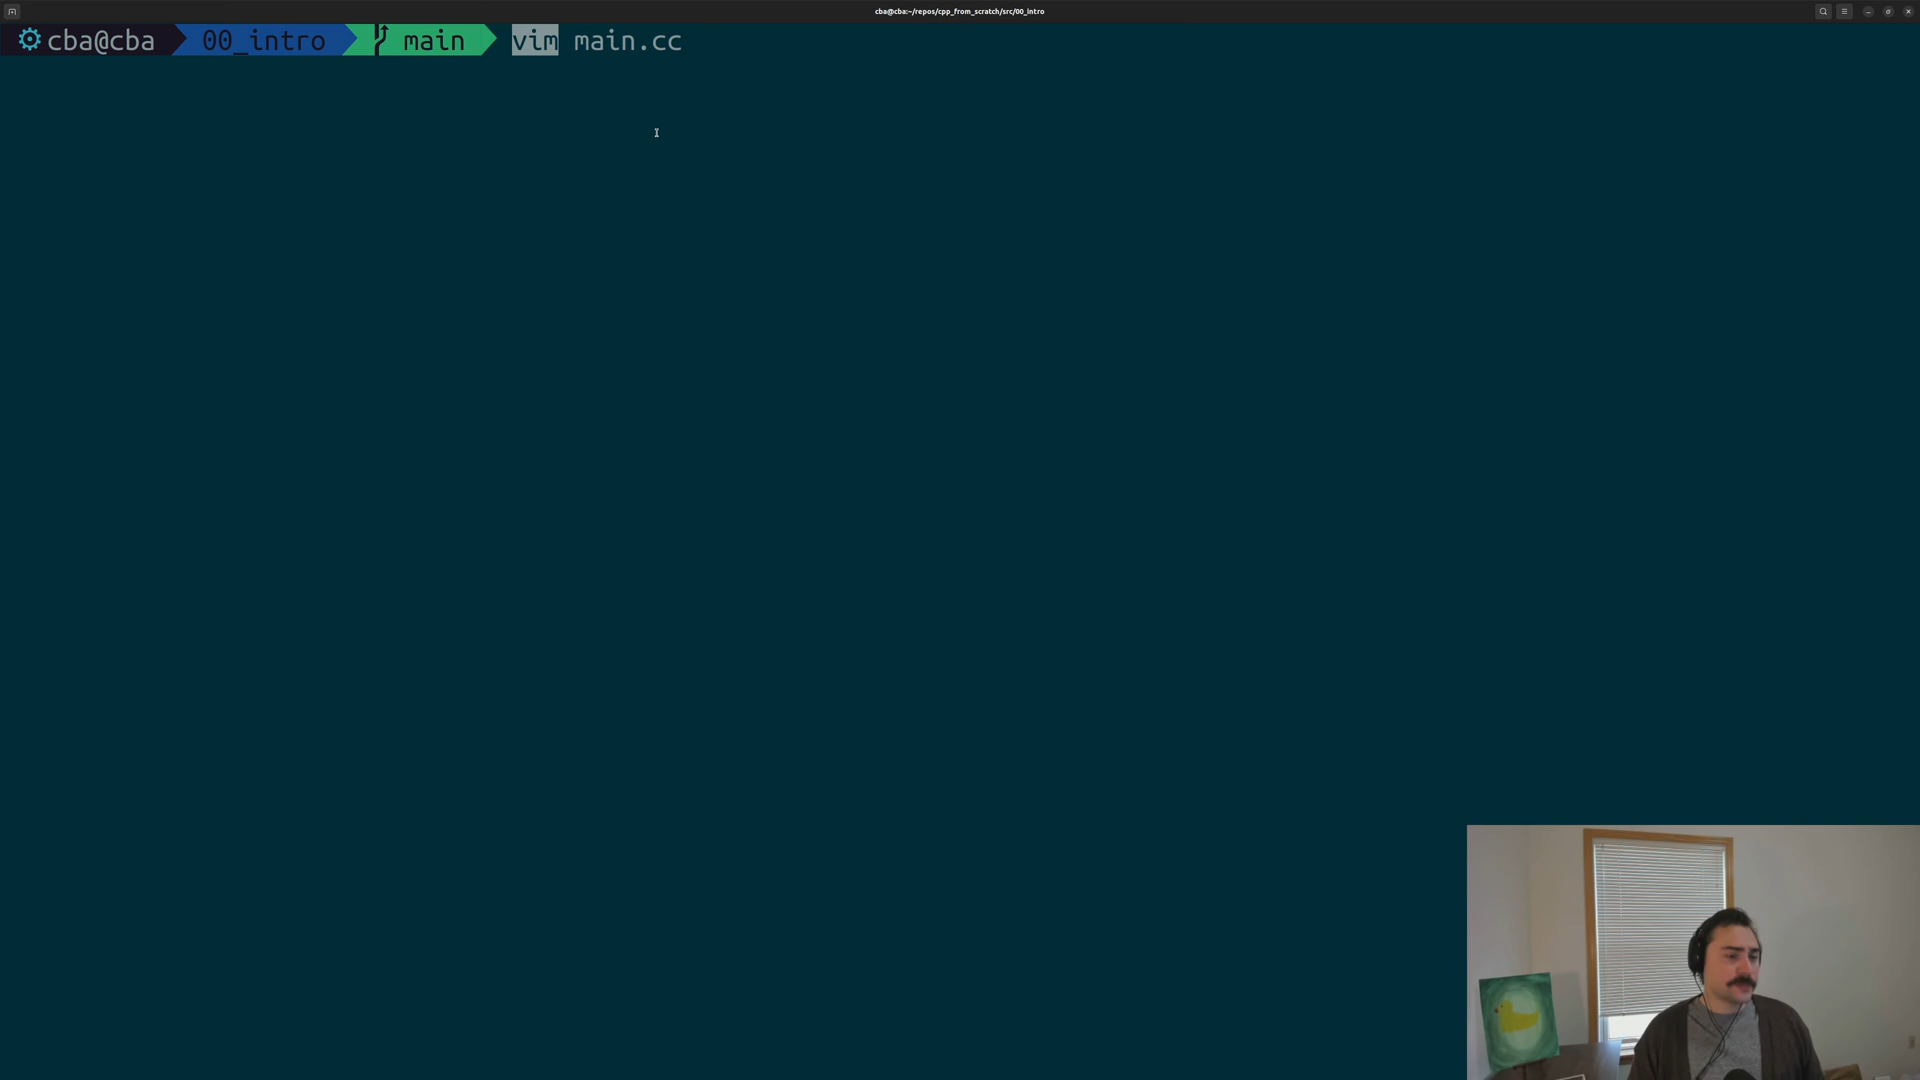 cba@cba:~/repos/cpp_from_scratch/src/00_intro
cba@cba 00_intro main vim main.cc